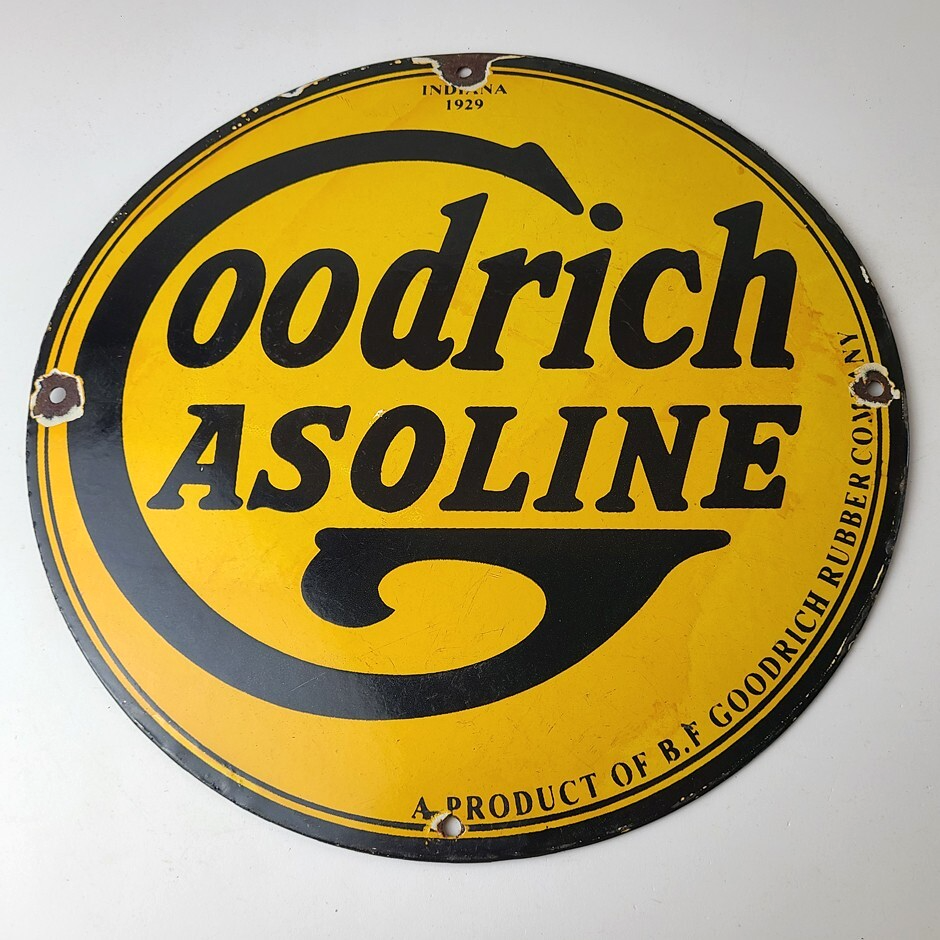 INDIANA
1929
Goodrich
GASOLINE
A PRODUCT OF B.F GOODRICH RUBBER COMPANY